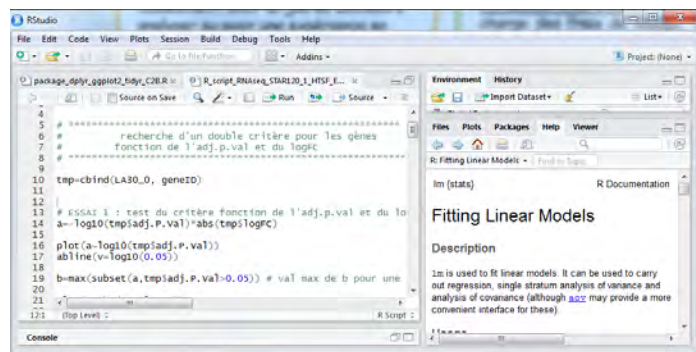 RStudio
File Edit Code View Plots Session Build Debug Tools Help
Go to file/function Addins Project: (None)
package_dplyr_ggplot2_tidyr_C2B.R R_script_RNAseq_STAR120_1_HTSF_E...
Source on Save Run Source
4
5 # 
6 # recherche d'un double critère pour les gènes
7 # fonction de l'adj.p.val et du logFC
8 # 
9
10 tmp=cbind(LA30_0, geneID)
11
12
13 # ESSAI 1 : test du critère fonction de l'adj.p.val et du lo
14 a=-log10(tmp$adj.P.Val)*abs(tmp$logFC)
15
16 plot(a~log10(tmp$adj.P.Val))
17 abline(v=log10(0.05))
18
19 b=max(subset(a,tmp$adj.P.Val>0.05)) # val max de b pour une
20
21
12:1 (Top Level) R Script
Console
Environment History
Import Dataset List
Files Plots Packages Help Viewer
R: Fitting Linear Models Find in Topic
lm {stats} R Documentation
Fitting Linear Models
Description
lm is used to fit linear models. It can be used to carry
out regression, single stratum analysis of variance and
analysis of covariance (although aov may provide a more
convenient interface for these).